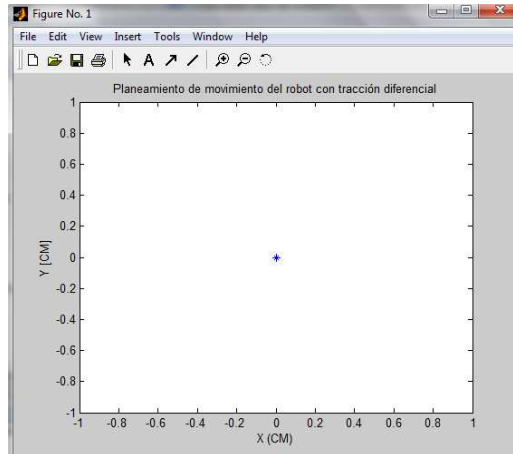 Figure No. 1
File Edit View Insert Tools Window Help
A
Planeamiento de movimiento del robot con tracción diferencial
1
0.8
0.6
0.4
0.2
0
-0.2
-0.4
-0.6
-0.8
-1
Y [CM]
-1 -0.8 -0.6 -0.4 -0.2 0 0.2 0.4 0.6 0.8 1
X (CM)